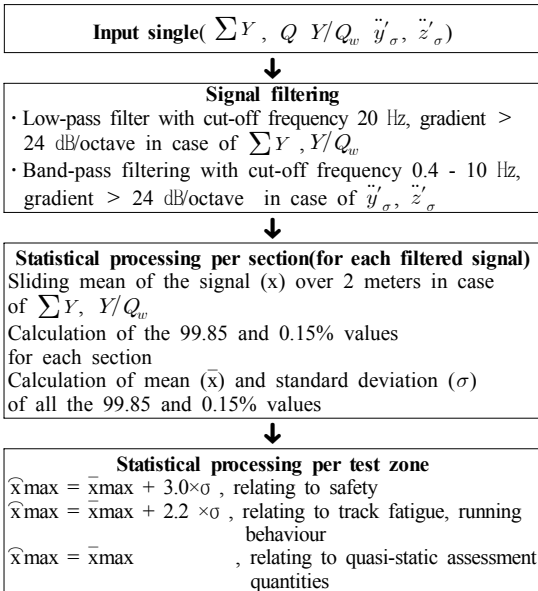 Input single( ∑Y , Q Y/Q_w ÿ′_σ, z̈′_σ)
Signal filtering
· Low-pass filter with cut-off frequency 20 Hz, gradient >
24 dB/octave in case of ∑Y , Y/Q_w
· Band-pass filtering with cut-off frequency 0.4 - 10 Hz,
gradient > 24 dB/octave in case of ÿ′_σ, z̈′_σ
Statistical processing per section(for each filtered signal)
Sliding mean of the signal (x) over 2 meters in case
of ∑Y, Y/Q_w
Calculation of the 99.85 and 0.15% values
for each section
Calculation of mean (x̄) and standard deviation (σ)
of all the 99.85 and 0.15% values
Statistical processing per test zone
x̂max = x̄max + 3.0×σ , relating to safety
x̂max = x̄max + 2.2 ×σ , relating to track fatigue, running
behaviour
x̂max = x̄max , relating to quasi-static assessment
quantities